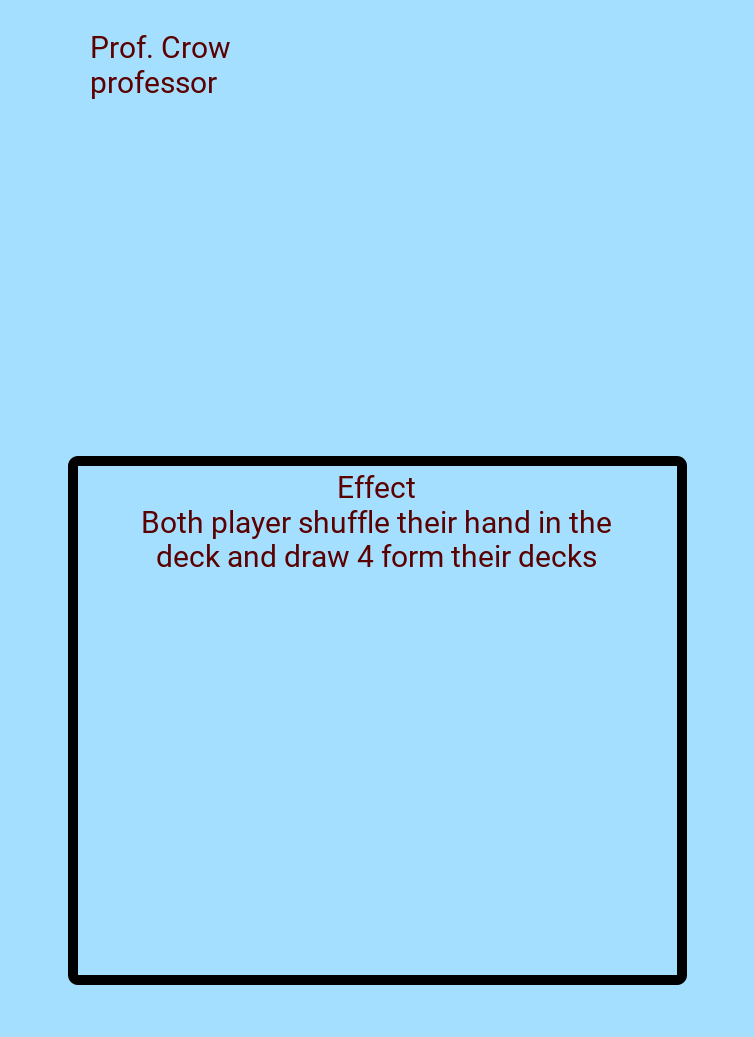 Prof. Crow
professor
Effect
Both player shuffle their hand in the
deck and draw 4 form their decks